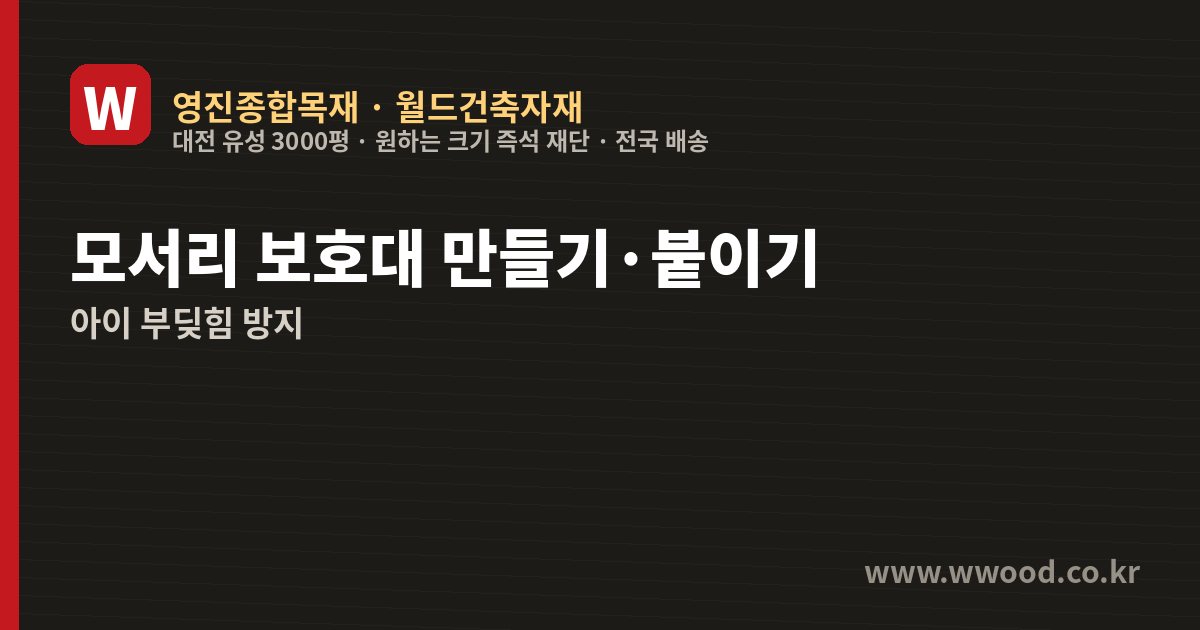 W
영진종합목재 · 월드건축자재
대전 유성 3000평 · 원하는 크기 즉석 재단 · 전국 배송
모서리 보호대 만들기·붙이기
아이 부딪힘 방지
www.wwood.co.kr